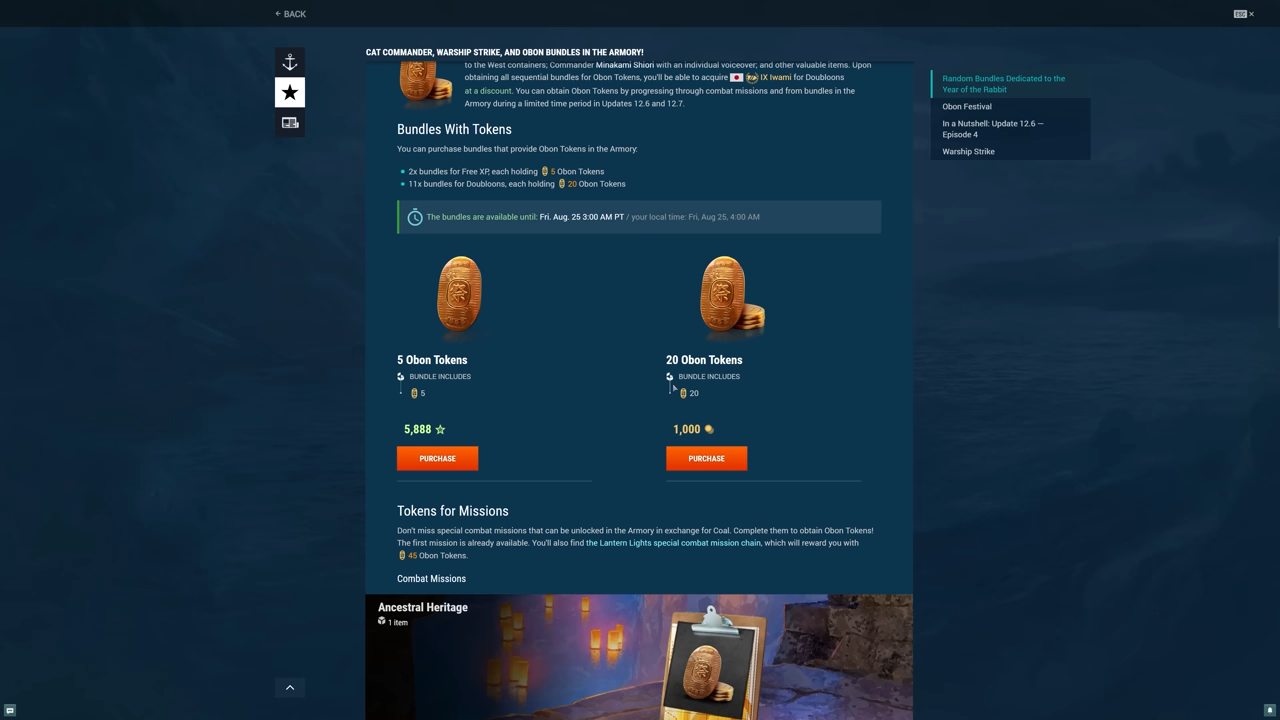 ← BACK
ESC ×
CAT COMMANDER, WARSHIP STRIKE, AND OBON BUNDLES IN THE ARMORY!
to the West containers; Commander Minakami Shiori with an individual voiceover; and other valuable items. Upon
obtaining all sequential bundles for Obon Tokens, you'll be able to acquire IX Iwami for Doubloons
at a discount. You can obtain Obon Tokens by progressing through combat missions and from bundles in the
Armory during a limited time period in Updates 12.6 and 12.7.
Random Bundles Dedicated to the
Year of the Rabbit
Obon Festival
In a Nutshell: Update 12.6 —
Episode 4
Warship Strike
Bundles With Tokens
You can purchase bundles that provide Obon Tokens in the Armory:
2x bundles for Free XP, each holding 5 Obon Tokens
11x bundles for Doubloons, each holding 20 Obon Tokens
The bundles are available until: Fri. Aug. 25 3:00 AM PT / your local time: Fri, Aug 25, 4:00 AM
5 Obon Tokens
BUNDLE INCLUDES
5
5,888
PURCHASE
20 Obon Tokens
BUNDLE INCLUDES
20
1,000
PURCHASE
Tokens for Missions
Don't miss special combat missions that can be unlocked in the Armory in exchange for Coal. Complete them to obtain Obon Tokens!
The first mission is already available. You'll also find the Lantern Lights special combat mission chain, which will reward you with
45 Obon Tokens.
Combat Missions
Ancestral Heritage
1 item